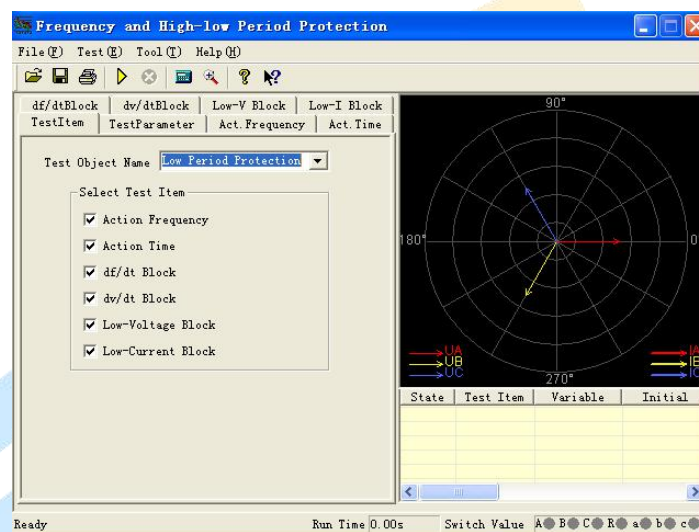 Frequency and High-low Period Protection
File(F) Test(E) Tool(T) Help(H)
df/dtBlock dv/dtBlock Low-V Block Low-I Block
TestItem TestParameter Act.Frequency Act.Time
Test Object Name Low Period Protection
Select Test Item
Action Frequency
Action Time
df/dt Block
dv/dt Block
Low-Voltage Block
Low-Current Block
90°
180° 0
UA IA
UB IB
UC IC
270°
State Test Item Variable Initial
Ready Run Time 0.00s Switch Value A B C R a b c